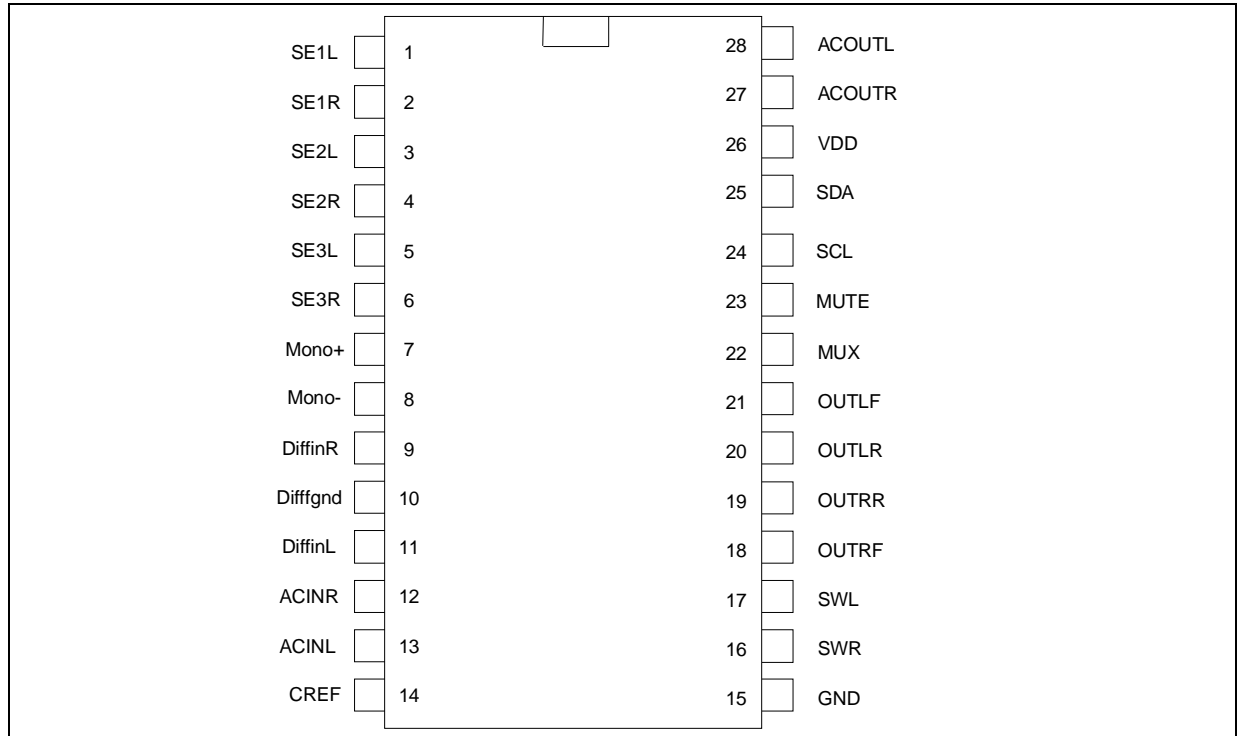 SE1L 1 28 ACOUTL
SE1R 2 27 ACOUTR
SE2L 3 26 VDD
SE2R 4 25 SDA
SE3L 5 24 SCL
SE3R 6 23 MUTE
Mono+ 7 22 MUX
Mono- 8 21 OUTLF
DiffinR 9 20 OUTLR
Difffgnd 10 19 OUTRR
DiffinL 11 18 OUTRF
ACINR 12 17 SWL
ACINL 13 16 SWR
CREF 14 15 GND